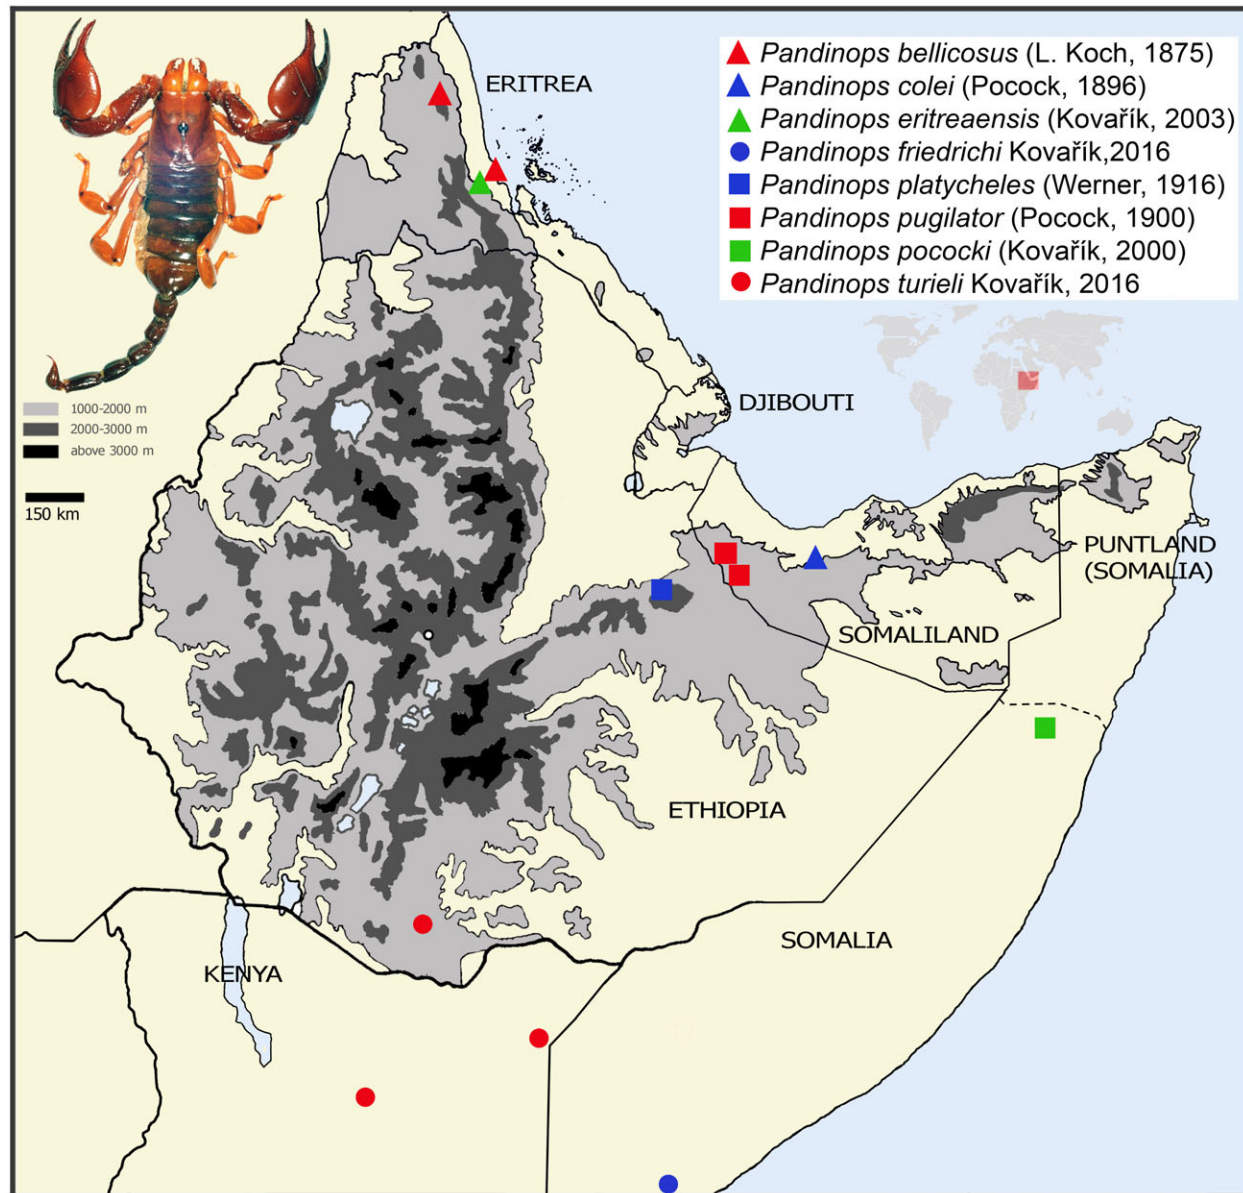 Pandinops bellicosus (L. Koch, 1875)
Pandinops colei (Pocock, 1896)
Pandinops eritreaensis (Kovařík, 2003)
Pandinops friedrichi Kovařík,2016
Pandinops platycheles (Werner, 1916)
Pandinops pugilator (Pocock, 1900)
Pandinops pococki (Kovařík, 2000)
Pandinops turieli Kovařík, 2016
ERITREA
DJIBOUTI
1000-2000 m
2000-3000 m
above 3000 m
150 km
PUNTLAND
(SOMALIA)
SOMALILAND
ETHIOPIA
SOMALIA
KENYA